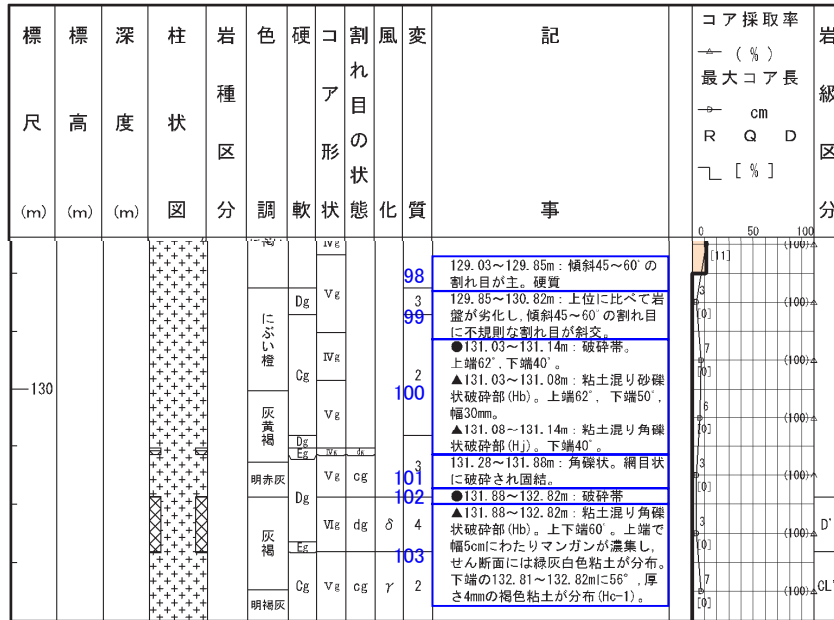 標尺(m)
標高(m)
深度(m)
柱状図
岩種区分
色調
硬軟
コア形状
割れ目の状態
風化
変質
記事
コア採取率
(%)
最大コア長
cm
R Q D
[%]
0 50 100
岩級区分
褐
Ⅳg
(100)
[11]
98
129.03～129.85m：傾斜45～60°の
割れ目が主。硬質
Dg
Ⅴg
3
99
129.85～130.82m：上位に比べて岩
盤が劣化し,傾斜45～60°の割れ目
に不規則な割れ目が斜交。
3
[0]
(100)
にぶい橙
Cg
Ⅳg
2
●131.03～131.14m：破砕帯。
上端62°,下端40°。
7
[0]
(100)
130
100
▲131.03～131.08m：粘土混り砂礫
状破砕部(Hb)。上端62°, 下端50°,
幅30mm。
灰黄褐
Ⅴg
6
[0]
(100)
▲131.08～131.14m：粘土混り角礫
状破砕部(Hj)。下端40°。
Dg
Eg
Ⅳg
dg
3
101
131.28～131.88m：角礫状。網目状
に破砕され固結。
明赤灰
Ⅴg
cg
3
[0]
(100)
102
●131.88～132.82m：破砕帯
Dg
灰褐
Ⅵg
dg
δ
4
▲131.88～132.82m：粘土混り角礫
状破砕部(Hb)。上下端60°。上端で
幅5cmにわたりマンガンが濃集し,
せん断面には緑灰白色粘土が分布。
下端の132.81～132.82mに56°,厚
さ4mmの褐色粘土が分布(Hc-1)。
3
[0]
(100)
D'
Eg
103
Cg
Ⅴg
cg
γ
2
7
[0]
(100)
CL'
明褐灰